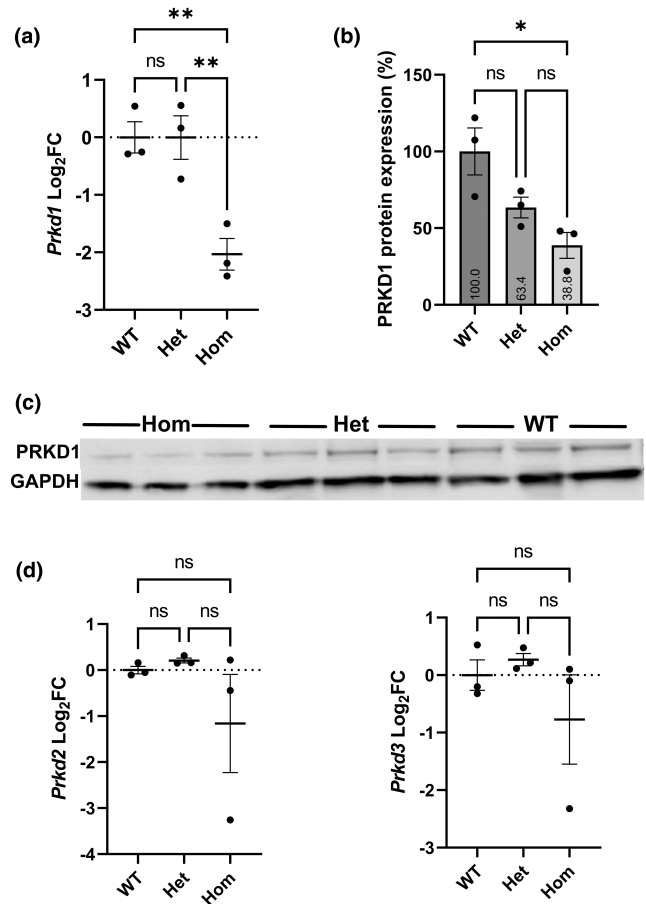 (a)
**
ns
**
1
0
-1
-2
-3
Prkd1 Log₂FC
WT
Het
Hom
(b)
*
ns
ns
150
100
50
0
PRKD1 protein expression (%)
100.0
63.4
38.8
WT
Het
Hom
(c)
Hom
Het
WT
PRKD1
GAPDH
(d)
ns
ns
ns
1
0
-1
-2
-3
-4
Prkd2 Log₂FC
WT
Het
Hom
ns
ns
ns
1
0
-1
-2
-3
Prkd3 Log₂FC
WT
Het
Hom